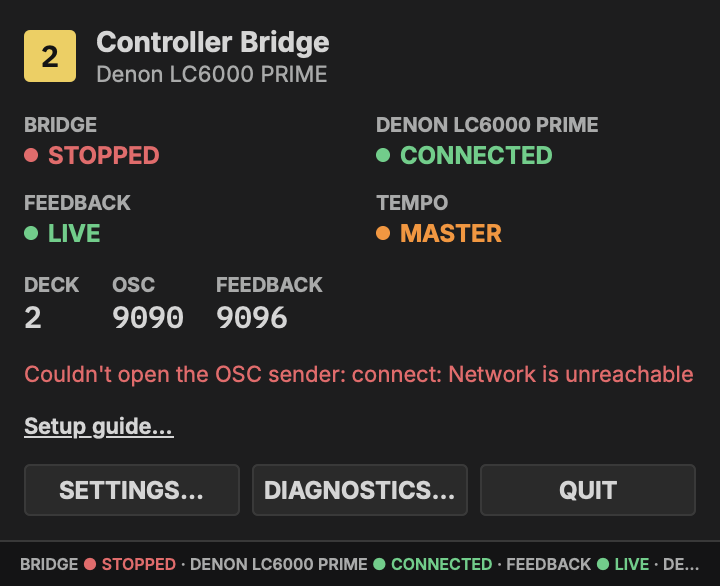 2
Controller Bridge
Denon LC6000 PRIME
BRIDGE
STOPPED
DENON LC6000 PRIME
CONNECTED
FEEDBACK
LIVE
TEMPO
MASTER
DECK OSC FEEDBACK
2 9090 9096
Couldn't open the OSC sender: connect: Network is unreachable
Setup guide...
SETTINGS... DIAGNOSTICS... QUIT
BRIDGE ● STOPPED · DENON LC6000 PRIME ● CONNECTED · FEEDBACK ● LIVE · DE...